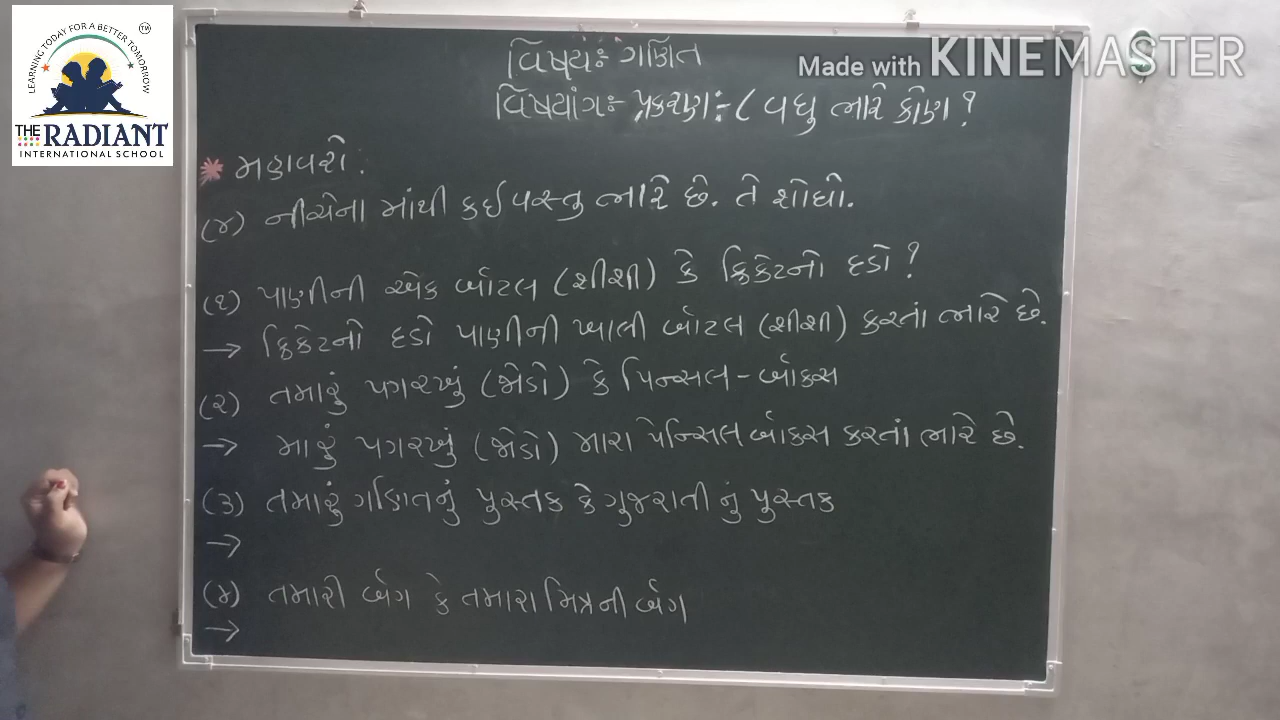 LEARNING TODAY FOR A BETTER TOMORROW
TM
THE RADIANT
INTERNATIONAL SCHOOL
Made with KINEMASTER
વિષયઃ ગણિત
વિષયાંગઃ- પ્રકરણઃ- ( વધુ ભારે કોણ ?
* મહાવરો :
(૪) નીચેના માંથી કઈ વસ્તુ ભારે છે. તે શોધો.
(૧) પાણીની એક બૉટલ (શીશી) કે ક્રિકેટનો દડો ?
→ ક્રિકેટનો દડો પાણીની ખાલી બૉટલ (શીશી) કરતાં ભારે છે.
(૨) તમારું પગરખું (જોડો) કે પિન્સલ - બૉક્સ
→ મારું પગરખું (જોડો) મારા પેન્સિલ બૉક્સ કરતાં ભારે છે.
(૩) તમારું ગણિતનું પુસ્તક કે ગુજરાતી નું પુસ્તક
→
(૪) તમારી બૅગ કે તમારા મિત્રની બૅગ
→